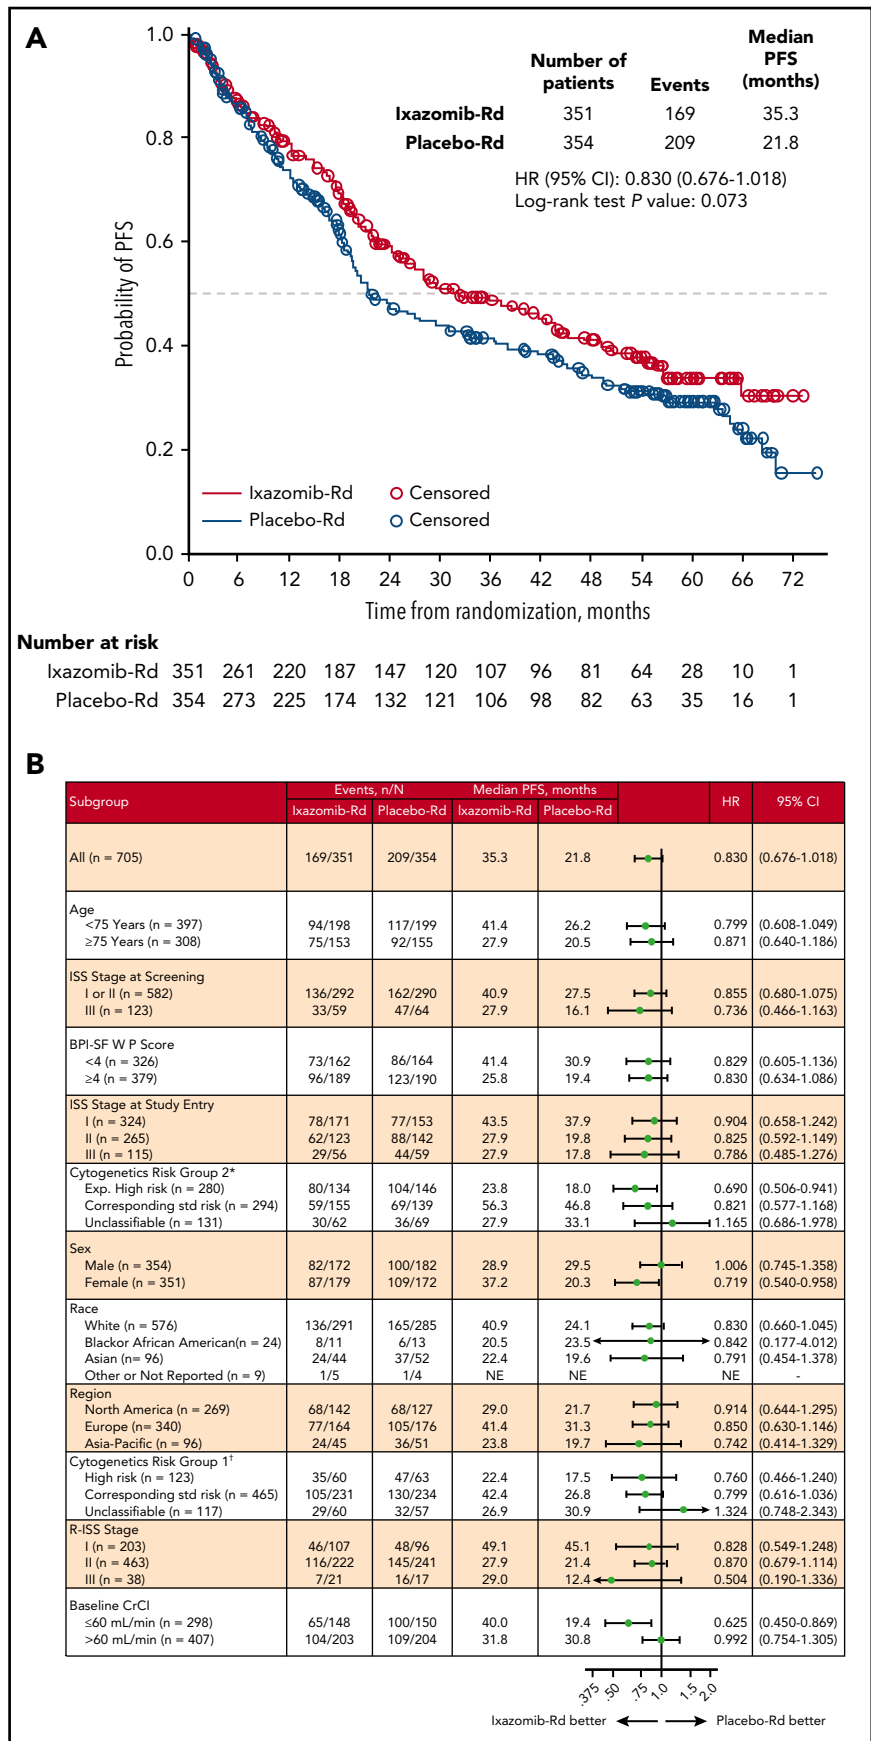 A
Number of patients Events Median PFS (months)
Ixazomib-Rd 351 169 35.3
Placebo-Rd 354 209 21.8
HR (95% CI): 0.830 (0.676-1.018)
Log-rank test P value: 0.073
Probability of PFS
1.0
0.8
0.6
0.4
0.2
0.0
Ixazomib-Rd Censored
Placebo-Rd Censored
0 6 12 18 24 30 36 42 48 54 60 66 72
Time from randomization, months
Number at risk
Ixazomib-Rd 351 261 220 187 147 120 107 96 81 64 28 10 1
Placebo-Rd 354 273 225 174 132 121 106 98 82 63 35 16 1
B
Subgroup Events, n/N Median PFS, months HR 95% CI
Ixazomib-Rd Placebo-Rd Ixazomib-Rd Placebo-Rd
All (n = 705) 169/351 209/354 35.3 21.8 0.830 (0.676-1.018)
Age
<75 Years (n = 397) 94/198 117/199 41.4 26.2 0.799 (0.608-1.049)
≥75 Years (n = 308) 75/153 92/155 27.9 20.5 0.871 (0.640-1.186)
ISS Stage at Screening
I or II (n = 582) 136/292 162/290 40.9 27.5 0.855 (0.680-1.075)
III (n = 123) 33/59 47/64 27.9 16.1 0.736 (0.466-1.163)
BPI-SF W P Score
<4 (n = 326) 73/162 86/164 41.4 30.9 0.829 (0.605-1.136)
≥4 (n = 379) 96/189 123/190 25.8 19.4 0.830 (0.634-1.086)
ISS Stage at Study Entry
I (n = 324) 78/171 77/153 43.5 37.9 0.904 (0.658-1.242)
II (n = 265) 62/123 88/142 27.9 19.8 0.825 (0.592-1.149)
III (n = 115) 29/56 44/59 27.9 17.8 0.786 (0.485-1.276)
Cytogenetics Risk Group 2*
Exp. High risk (n = 280) 80/134 104/146 23.8 18.0 0.690 (0.506-0.941)
Corresponding std risk (n = 294) 59/155 69/139 56.3 46.8 0.821 (0.577-1.168)
Unclassifiable (n = 131) 30/62 36/69 27.9 33.1 1.165 (0.686-1.978)
Sex
Male (n = 354) 82/172 100/182 28.9 29.5 1.006 (0.745-1.358)
Female (n = 351) 87/179 109/172 37.2 20.3 0.719 (0.540-0.958)
Race
White (n = 576) 136/291 165/285 40.9 24.1 0.830 (0.660-1.045)
Blackor African American(n = 24) 8/11 6/13 20.5 23.5 0.842 (0.177-4.012)
Asian (n= 96) 24/44 37/52 22.4 19.6 0.791 (0.454-1.378)
Other or Not Reported (n = 9) 1/5 1/4 NE NE NE -
Region
North America (n = 269) 68/142 68/127 29.0 21.7 0.914 (0.644-1.295)
Europe (n= 340) 77/164 105/176 41.4 31.3 0.850 (0.630-1.146)
Asia-Pacific (n = 96) 24/45 36/51 23.8 19.7 0.742 (0.414-1.329)
Cytogenetics Risk Group 1†
High risk (n = 123) 35/60 47/63 22.4 17.5 0.760 (0.466-1.240)
Corresponding std risk (n = 465) 105/231 130/234 42.4 26.8 0.799 (0.616-1.036)
Unclassifiable (n = 117) 29/60 32/57 26.9 30.9 1.324 (0.748-2.343)
R-ISS Stage
I (n = 203) 46/107 48/96 49.1 45.1 0.828 (0.549-1.248)
II (n = 463) 116/222 145/241 27.9 21.4 0.870 (0.679-1.114)
III (n = 38) 7/21 16/17 29.0 12.4 0.504 (0.190-1.336)
Baseline CrCl
≤60 mL/min (n = 298) 65/148 100/150 40.0 19.4 0.625 (0.450-0.869)
>60 mL/min (n = 407) 104/203 109/204 31.8 30.8 0.992 (0.754-1.305)
.375 .50 .75 1.0 1.5 2.0
Ixazomib-Rd better Placebo-Rd better